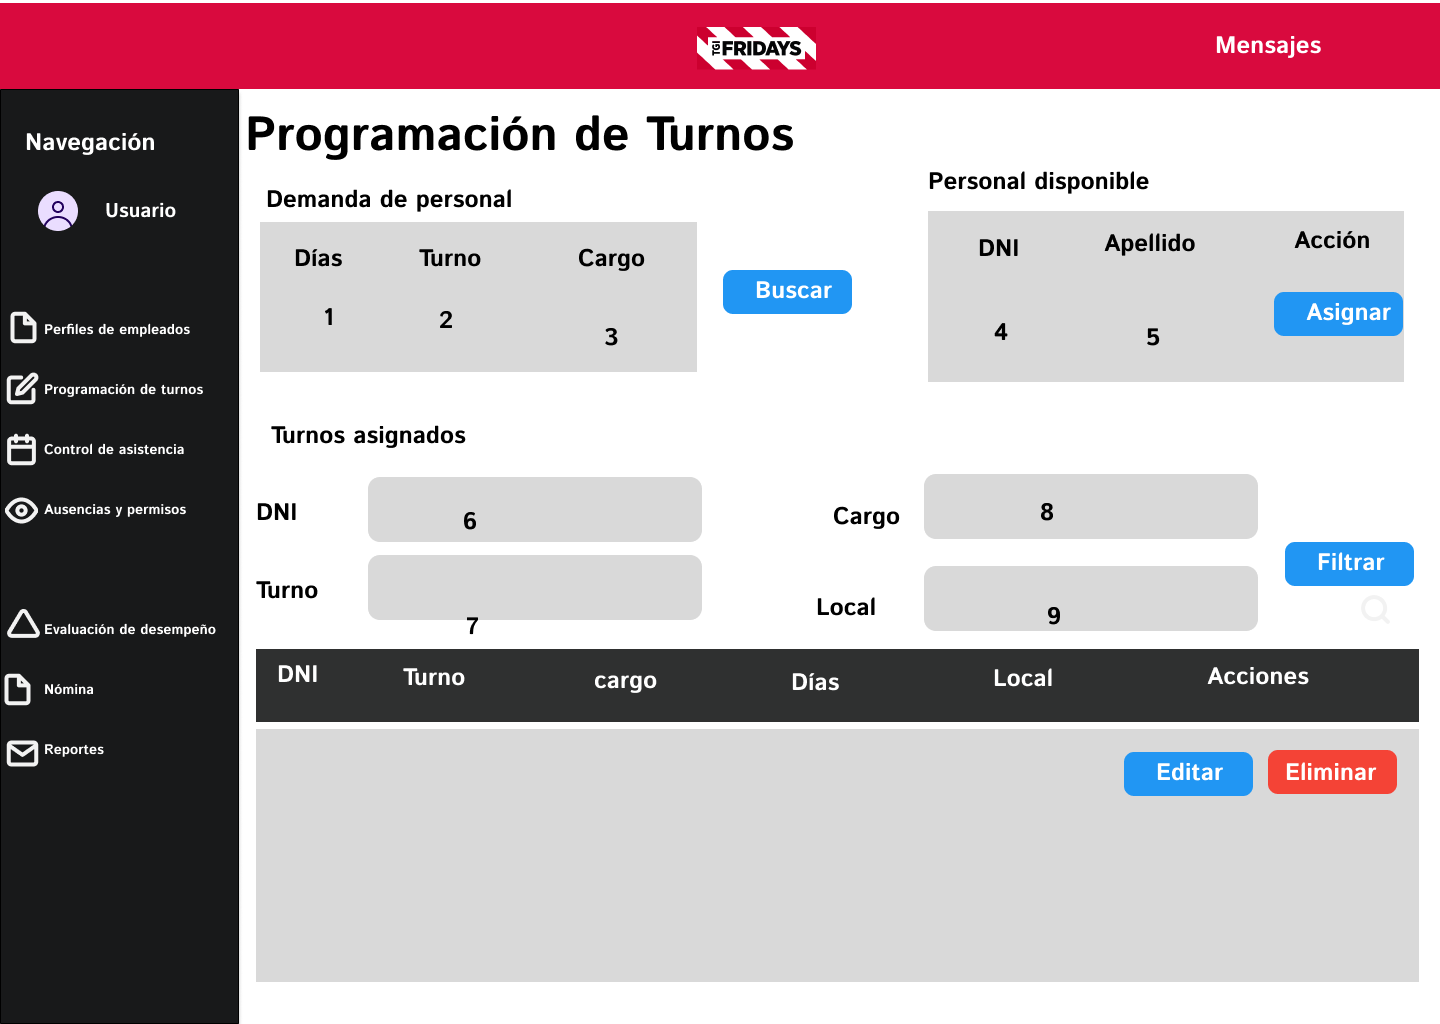 TGI FRIDAYS
Mensajes
Navegación
Usuario
Perfiles de empleados
Programación de turnos
Control de asistencia
Ausencias y permisos
Evaluación de desempeño
Nómina
Reportes
Programación de Turnos
Demanda de personal
Días Turno Cargo
1 2 3
Buscar
Personal disponible
DNI Apellido Acción
4 5 Asignar
Turnos asignados
DNI 6 Cargo 8
Turno 7 Local 9
Filtrar
DNI Turno cargo Días Local Acciones
Editar Eliminar